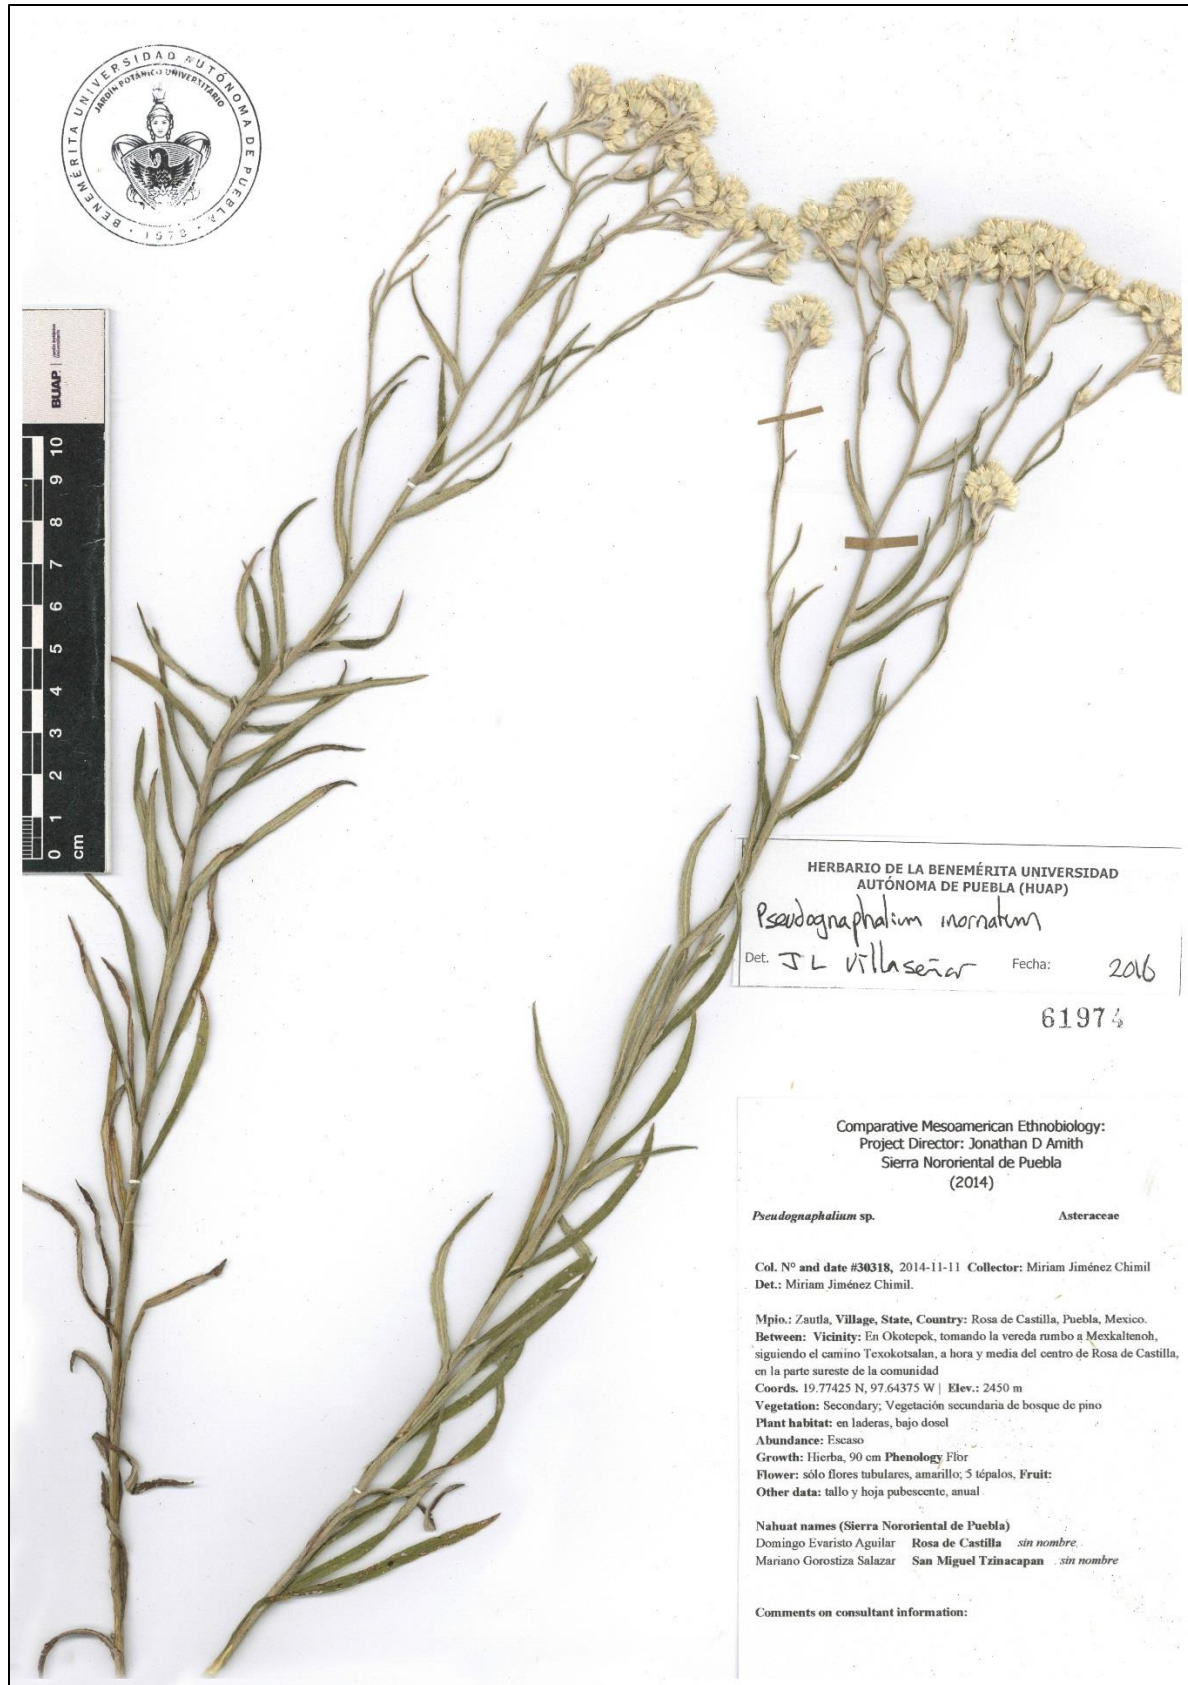 BENEMÉRITA UNIVERSIDAD AUTÓNOMA DE PUEBLA
JARDÍN BOTÁNICO UNIVERSITARIO
· 1578 ·
BUAP
10
9
8
7
6
5
4
3
2
1
0
cm
HERBARIO DE LA BENEMÉRITA UNIVERSIDAD
AUTÓNOMA DE PUEBLA (HUAP)
Pseudognaphalium inornatum
Det. J L Villaseñor Fecha: 2016
61974
Comparative Mesoamerican Ethnobiology:
Project Director: Jonathan D Amith
Sierra Nororiental de Puebla
(2014)
Pseudognaphalium sp. Asteraceae
Col. Nº and date #30318, 2014-11-11 Collector: Miriam Jiménez Chimil
Det.: Miriam Jiménez Chimil.
Mpio.: Zautla, Village, State, Country: Rosa de Castilla, Puebla, Mexico.
Between: Vicinity: En Okotepek, tomando la vereda rumbo a Mexkaltenoh,
siguiendo el camino Texokotsalan, a hora y media del centro de Rosa de Castilla,
en la parte sureste de la comunidad
Coords. 19.77425 N, 97.64375 W | Elev.: 2450 m
Vegetation: Secondary; Vegetación secundaria de bosque de pino
Plant habitat: en laderas, bajo dosel
Abundance: Escaso
Growth: Hierba, 90 cm Phenology Flor
Flower: sólo flores tubulares, amarillo; 5 tépalos, Fruit:
Other data: tallo y hoja pubescente, anual
Nahuat names (Sierra Nororiental de Puebla)
Domingo Evaristo Aguilar Rosa de Castilla sin nombre
Mariano Gorostiza Salazar San Miguel Tzinacapan sin nombre
Comments on consultant information: